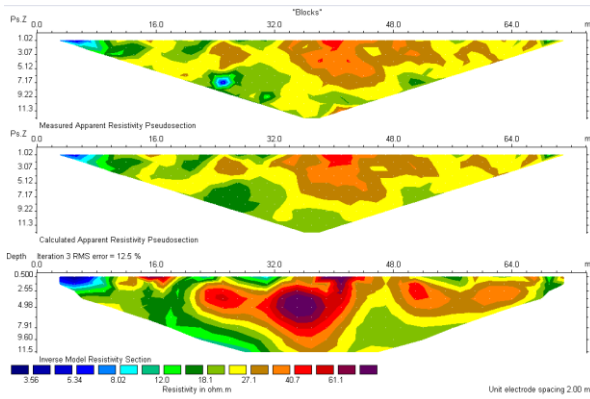 "Blocks"
Ps.Z 0.0 16.0 32.0 48.0 64.0 m
1.02
3.07
5.12
7.17
9.22
11.3
Measured Apparent Resistivity Pseudosection
Ps.Z 0.0 16.0 32.0 48.0 64.0 m
1.02
3.07
5.12
7.17
9.22
11.3
Calculated Apparent Resistivity Pseudosection
Depth Iteration 3 RMS error = 12.5 %
0.0 16.0 32.0 48.0 64.0 m
0.500
2.55
4.98
7.91
9.60
11.5
Inverse Model Resistivity Section
3.56 5.34 8.02 12.0 18.1 27.1 40.7 61.1
Resistivity in ohm.m Unit electrode spacing 2.00 m